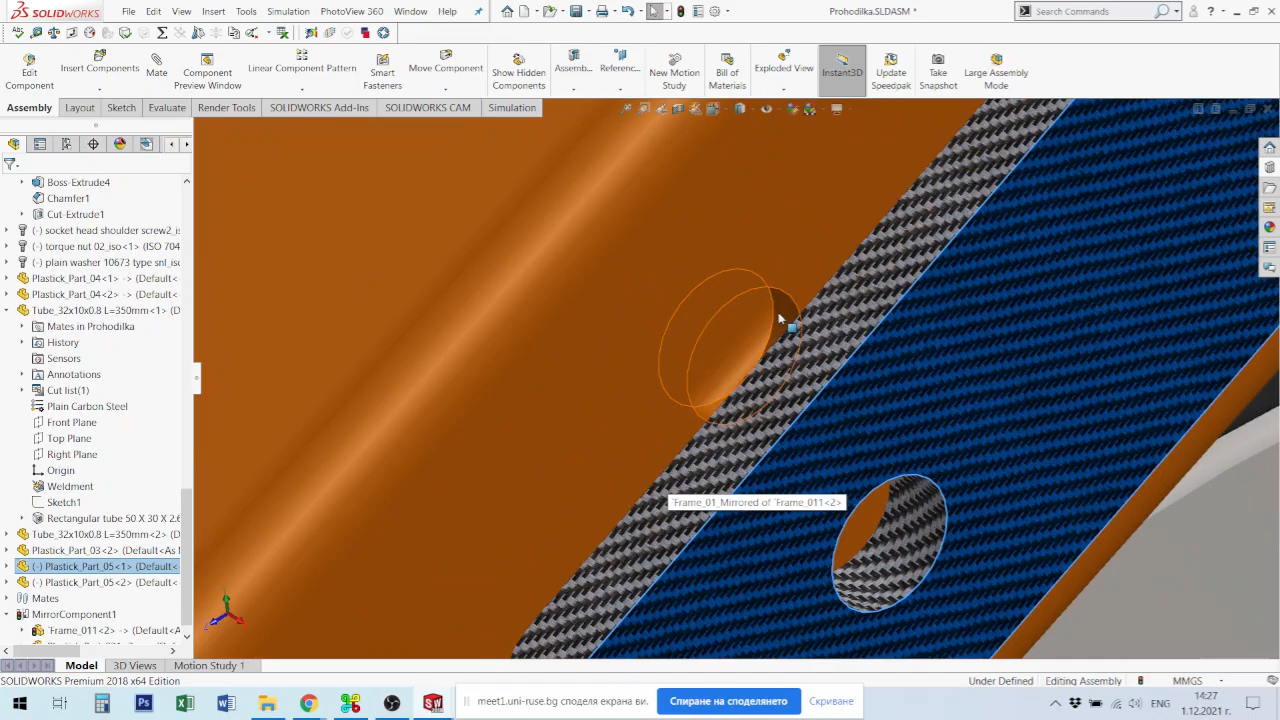 SOLIDWORKS File Edit View Insert Tools Simulation PhotoView 360 Window Help Prohodilka.SLDASM * Search Commands
Edit Component
Insert Components
Mate
Component Preview Window
Linear Component Pattern
Smart Fasteners
Move Component
Show Hidden Components
Assemb...
Referenc...
New Motion Study
Bill of Materials
Exploded View
Instant3D
Update Speedpak
Take Snapshot
Large Assembly Mode
Assembly Layout Sketch Evaluate Render Tools SOLIDWORKS Add-Ins SOLIDWORKS CAM Simulation
Boss-Extrude4
Chamfer1
Cut-Extrude1
(-) socket head shoulder screw2_is
(-) torque nut 02_iso<1> (ISO 704
(-) plain washer 10673 type snl_iso
Plastick_Part_04<1> -> (Default<
Plastick_Part_04<2> -> (Default<
Tube_32x10x0.8 L=350mm<1> (D
Mates in Prohodilka
History
Sensors
Annotations
Cut list(1)
Plain Carbon Steel
Front Plane
Top Plane
Right Plane
Origin
Weldment
Sketch1
Rectangular tube 50 X 30 X 2.6
Tube_32x10x0.8 L=350mm<2> (D
Plastick_Part_03<2> (Default<As
(-) Plastick_Part_05<1> (Default<
(-) Plastick_Part_05<2> (Default<
Mates
MirrorComponent1
`Frame_011<2> -> (Default<A
`Frame_01_Mirrored of `Frame_011<2>
Model 3D Views Motion Study 1
SOLIDWORKS Premium 2018 x64 Edition Under Defined Editing Assembly MMGS
meet1.uni-ruse.bg споделя екрана ви. Спиране на споделянето Скриване
ENG 14:27
1.12.2021 г.